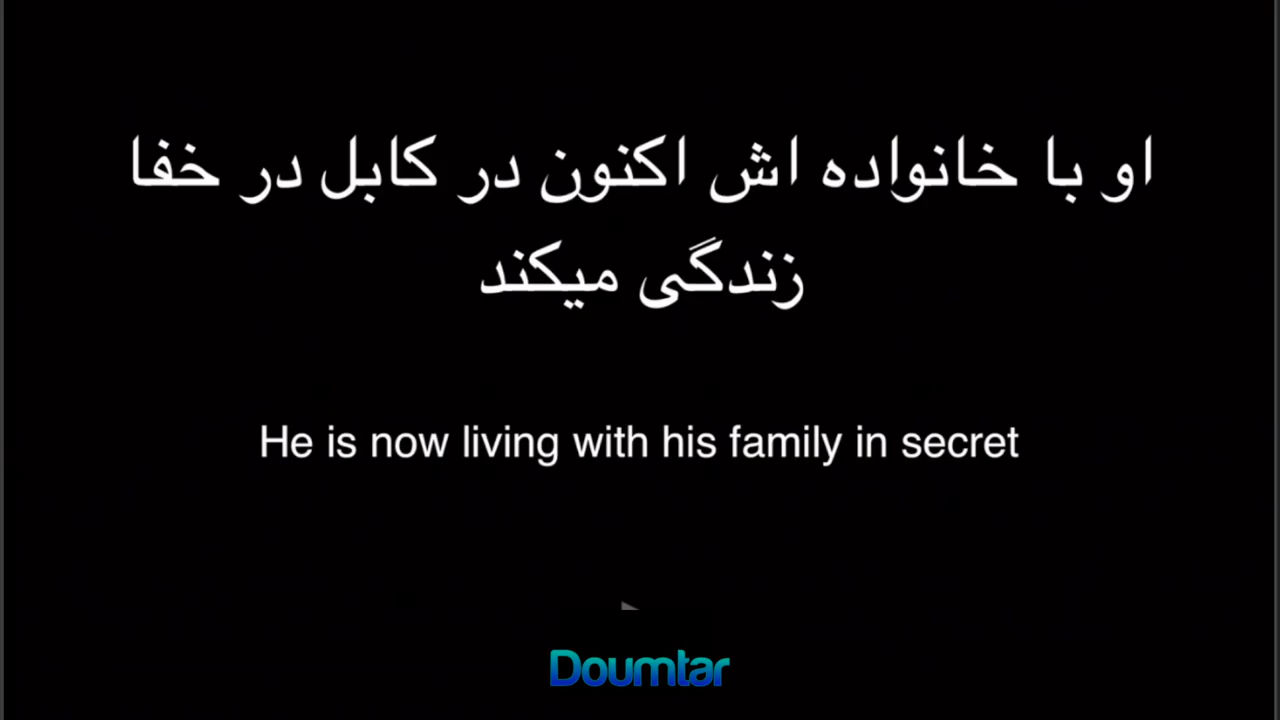 او با خانواده اش اکنون در کابل در خفا
زندگی میکند
He is now living with his family in secret
Doumtar